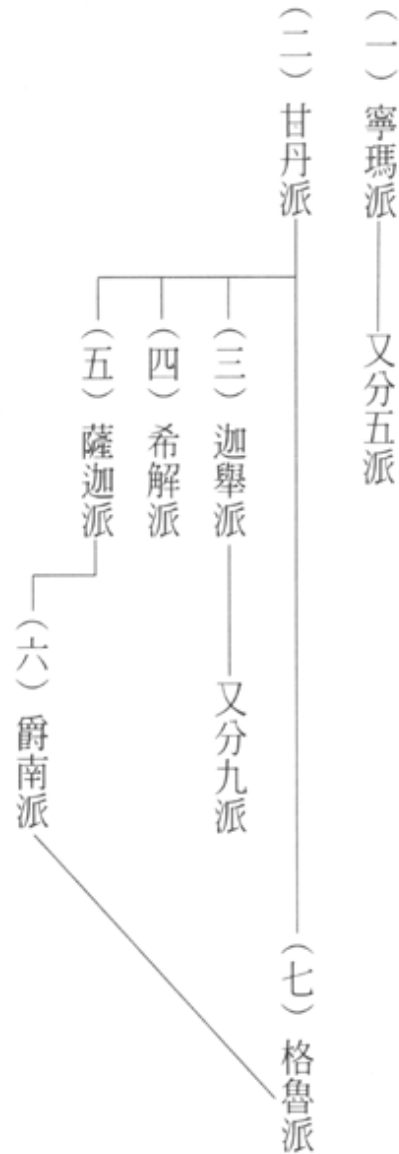 （一）寧瑪派
又分五派
（二）甘丹派
（三）迦舉派
又分九派
（四）希解派
（五）薩迦派
（六）爵南派
（七）格魯派